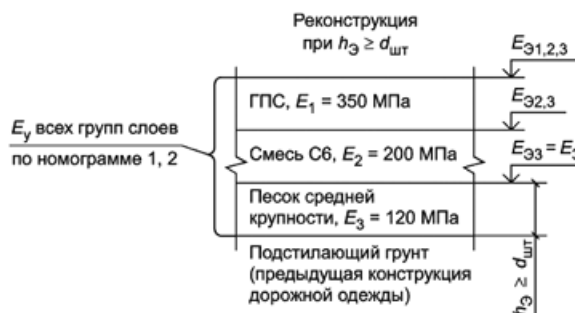 Реконструкция
при hЭ ≥ dшт
EЭ1,2,3
ГПС, E1 = 350 МПа
EЭ2,3
Eу всех групп слоев
по номограмме 1, 2
Смесь С6, E2 = 200 МПа
EЭ3 = E3
Песок средней
крупности, E3 = 120 МПа
Подстилающий грунт
(предыдущая конструкция
дорожной одежды)
hЭ ≥ dшт